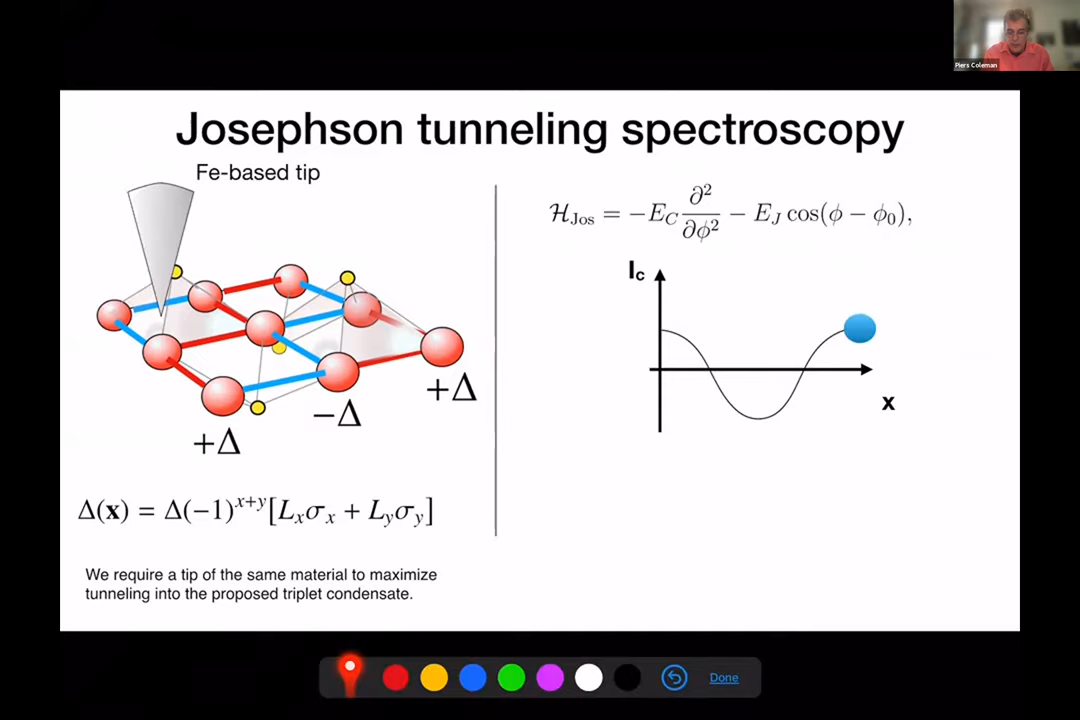 Piers Coleman
Josephson tunneling spectroscopy
Fe-based tip
+Δ
−Δ
+Δ
Δ(x) = Δ(−1)^{x+y}[L_xσ_x + L_yσ_y]
We require a tip of the same material to maximize
tunneling into the proposed triplet condensate.
ℋ_Jos = −E_C ∂²/∂φ² − E_J cos(φ − φ_0),
I_c
x
Done